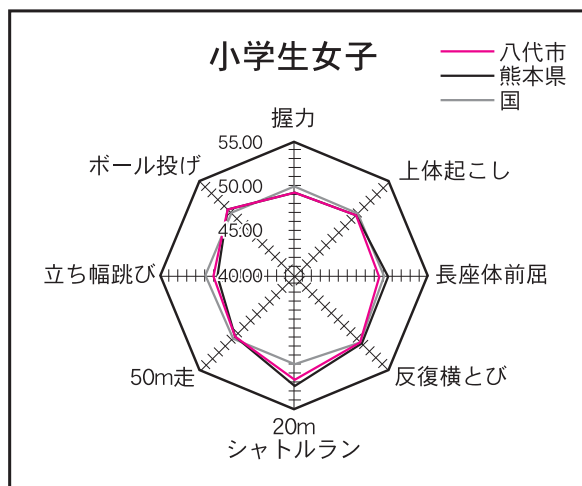 小学生女子
八代市
熊本県
国
握力
55.00
50.00
45.00
40.00
上体起こし
長座体前屈
反復横とび
20m
シャトルラン
50m走
立ち幅跳び
ボール投げ